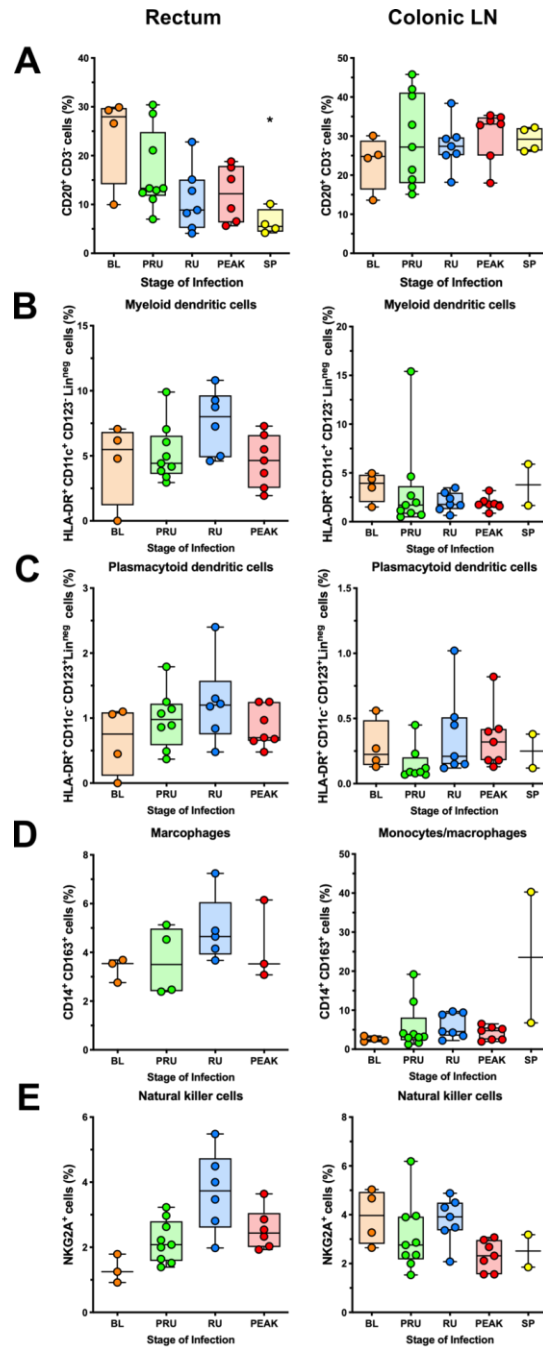 Rectum
Colonic LN
A
CD20+ CD3- cells (%)
40
30
20
10
0
*
BL PRU RU PEAK SP
Stage of Infection
CD20+ CD3- cells (%)
50
40
30
20
10
0
BL PRU RU PEAK SP
Stage of Infection
B
Myeloid dendritic cells
HLA-DR+ CD11c+ CD123- Linneg cells (%)
15
10
5
0
BL PRU RU PEAK
Stage of Infection
Myeloid dendritic cells
HLA-DR+ CD11c+ CD123- Linneg cells (%)
25
20
15
10
5
0
BL PRU RU PEAK SP
Stage of Infection
C
Plasmacytoid dendritic cells
HLA-DR+ CD11c- CD123+Linneg cells (%)
3
2
1
0
BL PRU RU PEAK
Stage of Infection
Plasmacytoid dendritic cells
HLA-DR+ CD11c- CD123+Linneg cells (%)
1.5
1.0
0.5
0.0
BL PRU RU PEAK SP
Stage of Infection
D
Marcophages
CD14+ CD163+ cells (%)
8
6
4
2
0
BL PRU RU PEAK
Stage of Infection
Monocytes/macrophages
CD14+ CD163+ cells (%)
50
40
30
20
10
0
BL PRU RU PEAK SP
Stage of Infection
E
Natural killer cells
NKG2A+ cells (%)
6
4
2
0
BL PRU RU PEAK
Stage of Infection
Natural killer cells
NKG2A+ cells (%)
8
6
4
2
0
BL PRU RU PEAK SP
Stage of Infection